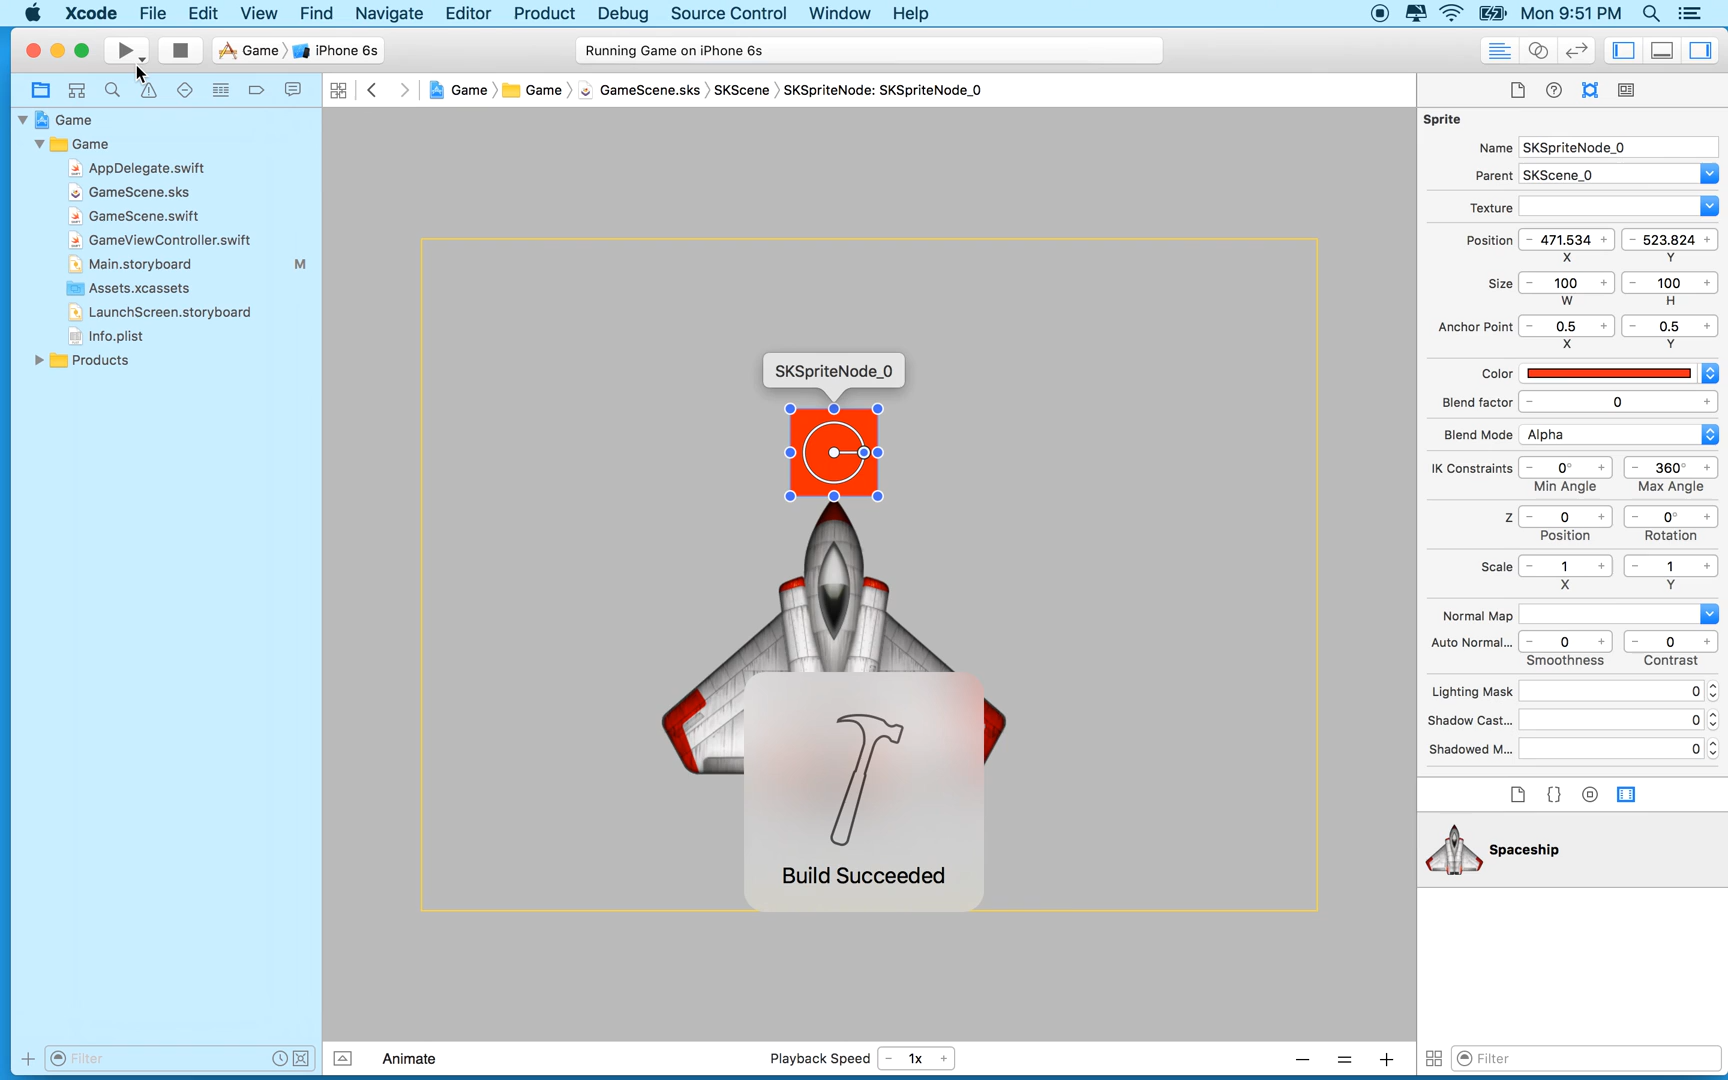 Xcode File Edit View Find Navigate Editor Product Debug Source Control Window Help Mon 9:51 PM
Game iPhone 6s Running Game on iPhone 6s
Game Game GameScene.sks SKScene SKSpriteNode: SKSpriteNode_0
Game
Game
AppDelegate.swift
GameScene.sks
GameScene.swift
GameViewController.swift
Main.storyboard M
Assets.xcassets
LaunchScreen.storyboard
Info.plist
Products
Filter
SKSpriteNode_0
Build Succeeded
Animate Playback Speed − 1x +
Sprite
Name SKSpriteNode_0
Parent SKScene_0
Texture
Position − 471.534 + − 523.824 +
X Y
Size − 100 + − 100 +
W H
Anchor Point − 0.5 + − 0.5 +
X Y
Color
Blend factor − 0 +
Blend Mode Alpha
IK Constraints − 0° + − 360° +
Min Angle Max Angle
Z − 0 + − 0° +
Position Rotation
Scale − 1 + − 1 +
X Y
Normal Map
Auto Normal... − 0 + − 0 +
Smoothness Contrast
Lighting Mask 0
Shadow Cast... 0
Shadowed M... 0
{}
Spaceship
Filter